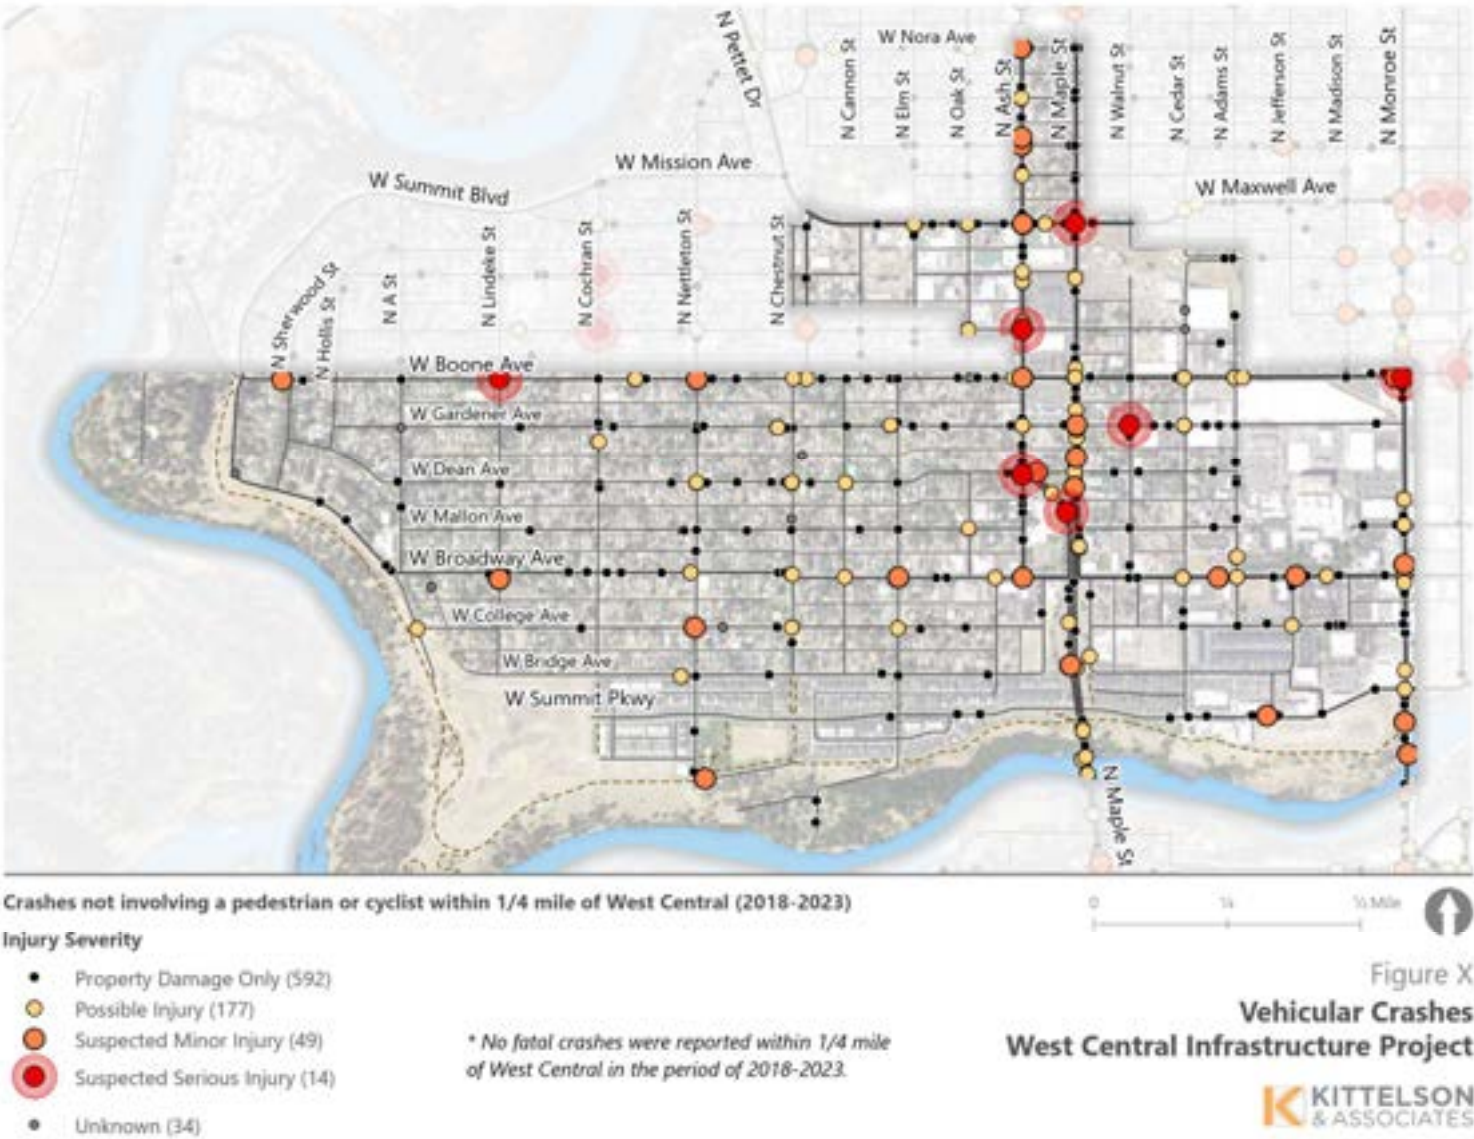 N Pettet Dr
W Nora Ave
N Cannon St
N Elm St
N Oak St
N Ash St
N Maple St
N Walnut St
N Cedar St
N Adams St
N Jefferson St
N Madison St
N Monroe St
W Mission Ave
W Summit Blvd
W Maxwell Ave
N Sherwood St
N Hollis St
N A St
N Lindeke St
N Cochran St
N Nettleton St
N Chestnut St
W Boone Ave
W Gardener Ave
W Dean Ave
W Mallon Ave
W Broadway Ave
W College Ave
W Bridge Ave
W Summit Pkwy
N Maple St
Crashes not involving a pedestrian or cyclist within 1/4 mile of West Central (2018-2023)
0 ¼ ½ Mile
Injury Severity
Property Damage Only (592)
Possible Injury (177)
Suspected Minor Injury (49)
Suspected Serious Injury (14)
Unknown (34)
* No fatal crashes were reported within 1/4 mile
of West Central in the period of 2018-2023.
Figure X
Vehicular Crashes
West Central Infrastructure Project
KITTELSON
& ASSOCIATES